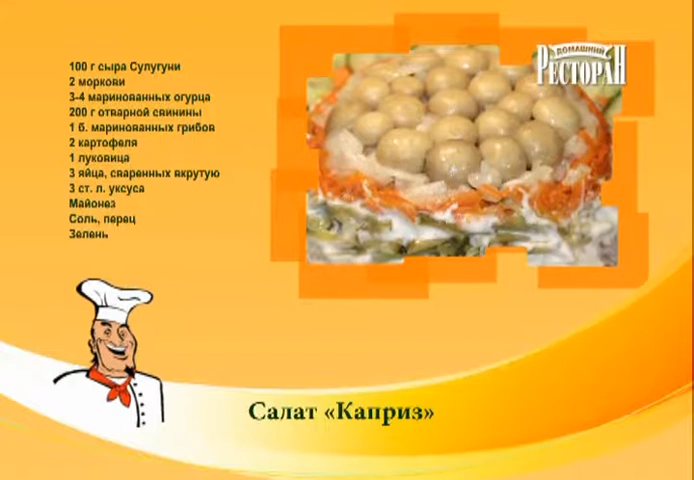 100 г сыра Сулугуни
2 моркови
3-4 маринованных огурца
200 г отварной свинины
1 б. маринованных грибов
2 картофеля
1 луковица
3 яйца, сваренных вкрутую
3 ст. л. уксуса
Майонез
Соль, перец
Зелень
ДОМАШНИЙ
РЕСТОРАН
Салат «Каприз»